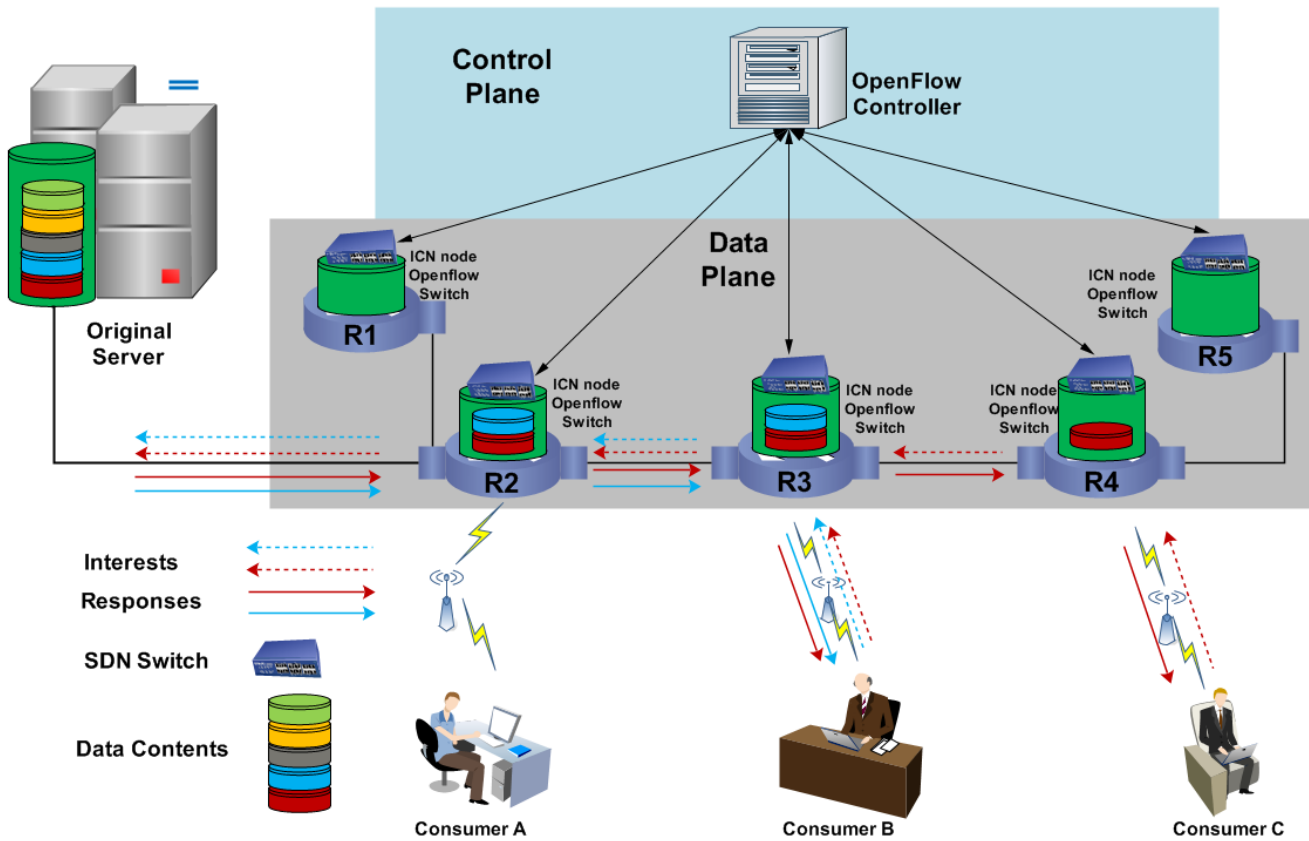 Control
Plane
OpenFlow
Controller
Data
Plane
ICN node
Openflow
Switch
R1
ICN node
Openflow
Switch
R5
Original
Server
ICN node
Openflow
Switch
R2
ICN node
Openflow
Switch
R3
ICN node
Openflow
Switch
R4
Interests
Responses
SDN Switch
Data Contents
Consumer A
Consumer B
Consumer C